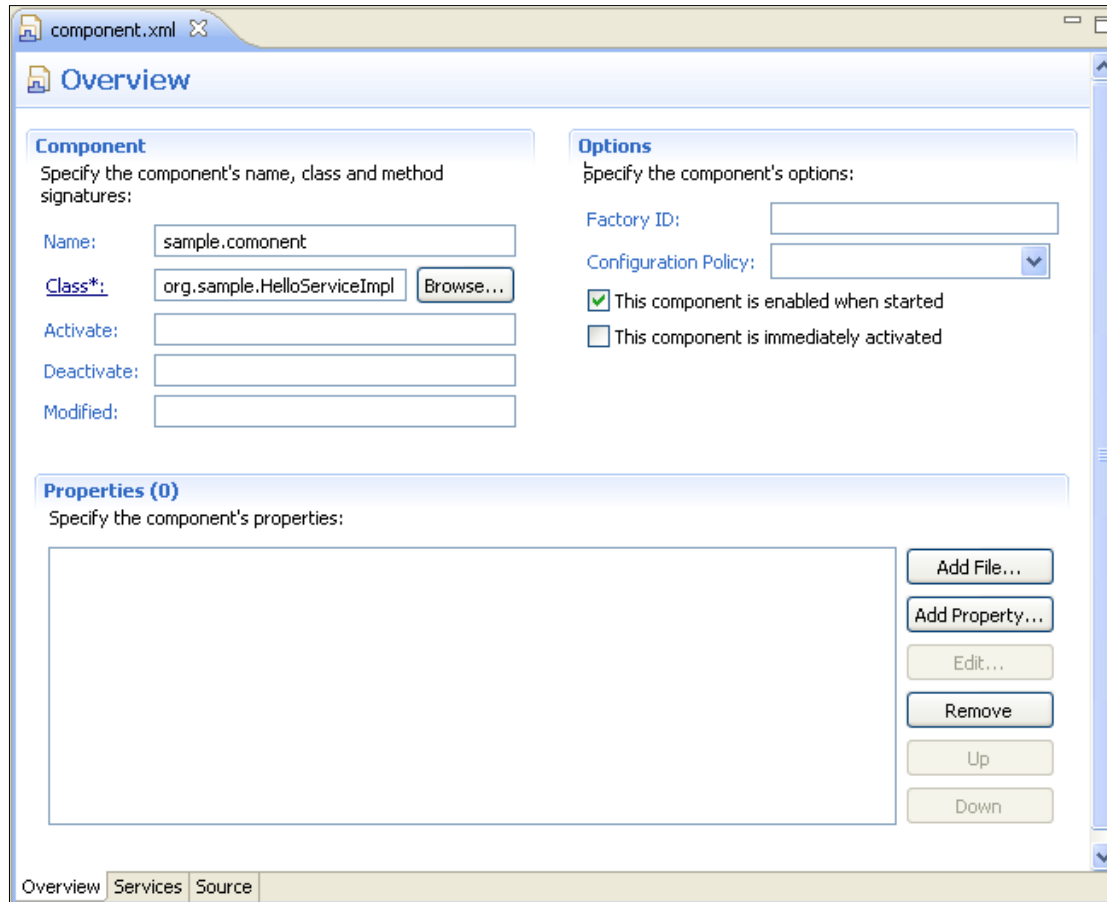 component.xml
Overview
Component
Specify the component's name, class and method
signatures:
Name: sample.comonent
Class*: org.sample.HelloServiceImpl Browse...
Activate:
Deactivate:
Modified:
Options
Specify the component's options:
Factory ID:
Configuration Policy:
This component is enabled when started
This component is immediately activated
Properties (0)
Specify the component's properties:
Add File...
Add Property...
Edit...
Remove
Up
Down
Overview Services Source